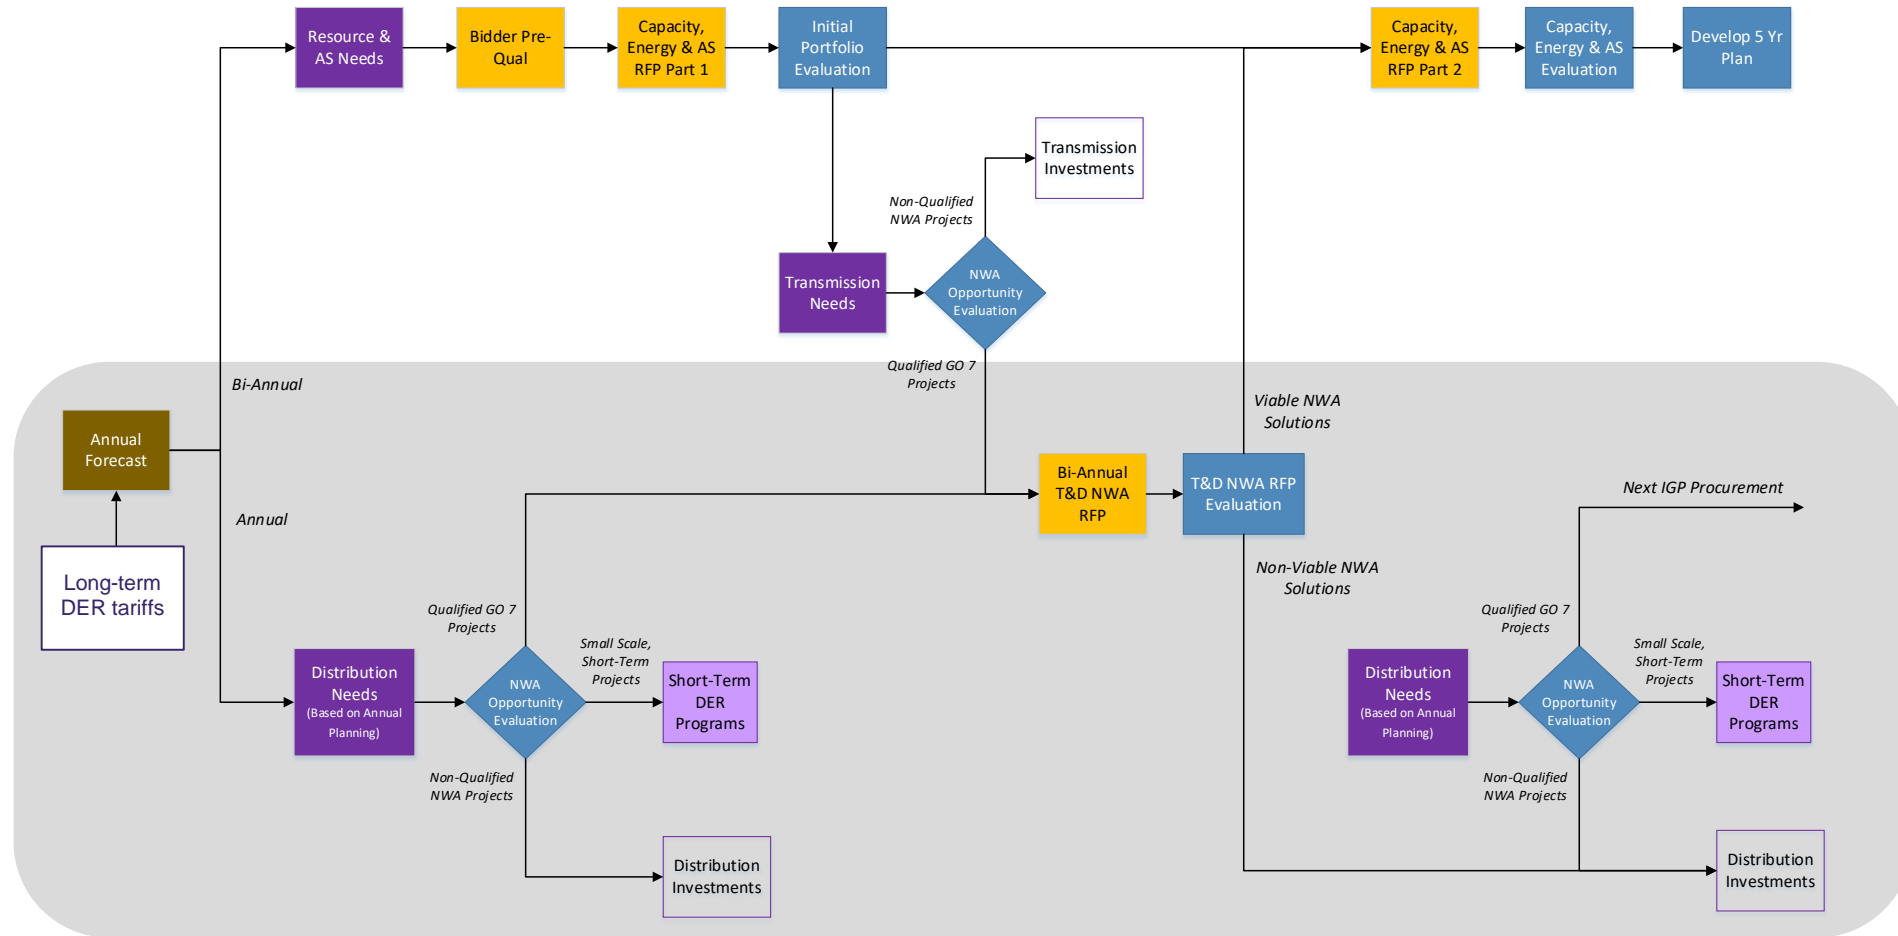 Resource &
AS Needs
Bidder Pre-
Qual
Capacity,
Energy & AS
RFP Part 1
Initial
Portfolio
Evaluation
Capacity,
Energy & AS
RFP Part 2
Capacity,
Energy & AS
Evaluation
Develop 5 Yr
Plan
Transmission
Investments
Non-Qualified
NWA Projects
Transmission
Needs
NWA
Opportunity
Evaluation
Qualified GO 7
Projects
Bi-Annual
Viable NWA
Solutions
Annual
Forecast
Bi-Annual
T&D NWA
RFP
T&D NWA RFP
Evaluation
Next IGP Procurement
Annual
Long-term
DER tariffs
Non-Viable NWA
Solutions
Qualified GO 7
Projects
Small Scale,
Short-Term
Projects
Distribution
Needs
(Based on Annual
Planning)
NWA
Opportunity
Evaluation
Short-Term
DER
Programs
Non-Qualified
NWA Projects
Distribution
Investments
Qualified GO 7
Projects
Small Scale,
Short-Term
Projects
Distribution
Needs
(Based on Annual
Planning)
NWA
Opportunity
Evaluation
Short-Term
DER
Programs
Non-Qualified
NWA Projects
Distribution
Investments